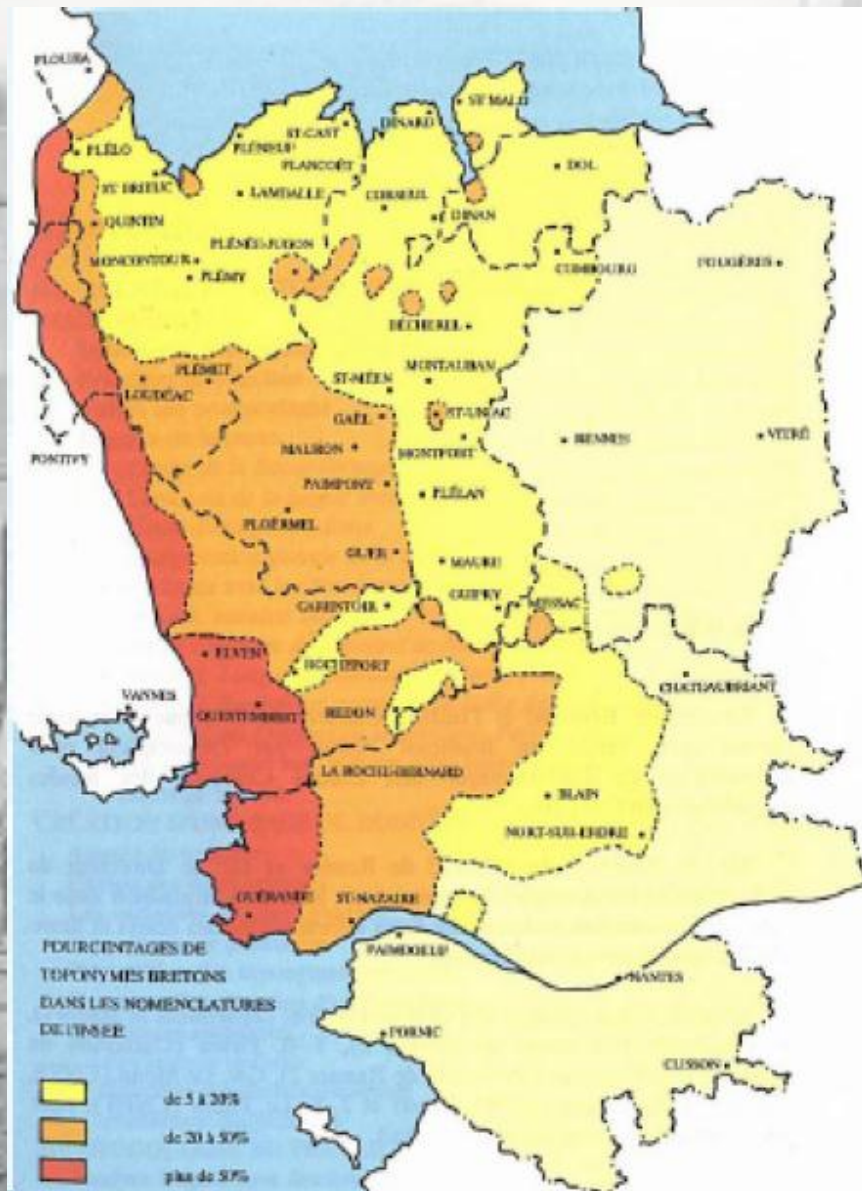 PLOUHA
ST-MALO
ST-CAST
DINARD
PLÉNEUF
PLÉLO
PLANCOËT
DOL
ST BRIEUC
LAMBALLE
CORSEUL
DINAN
QUINTIN
PLÉNÉE-JUGON
MONCONTOUR
COMBOURG
FOUGÈRES
PLÉMY
BÉCHEREL
PLÉMET
MONTAUBAN
LOUDÉAC
ST-MÉEN
GAËL
ST-UNIAC
MAURON
RENNES
VITRÉ
PONTIVY
MONTFORT
PAIMPONT
PLÉLAN
PLOËRMEL
GUER
MAURE
CARENTOIR
GUIPRY
MESSAC
ELVEN
ROCHEFORT
CHATEAUBRIANT
VANNES
QUESTEMBERT
REDON
LA ROCHE-BERNARD
BLAIN
NORT-SUR-ERDRE
GUÉRANDE
ST-NAZAIRE
PAIMBOEUF
NANTES
PORNIC
CLISSON
POURCENTAGES DE
TOPONYMES BRETONS
DANS LES NOMENCLATURES
DE l'INSEE
de 5 à 20%
de 20 à 50%
plus de 50%